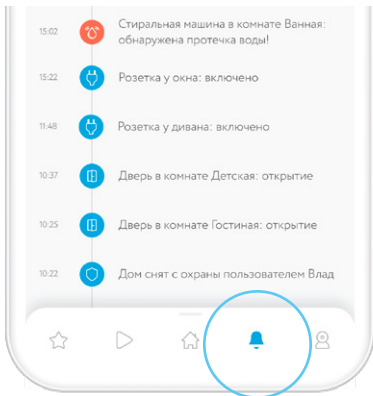 15:02
Стиральная машина в комнате Ванная:
обнаружена протечка воды!
15:22
Розетка у окна: включено
11:48
Розетка у дивана: включено
10:37
Дверь в комнате Детская: открытие
10:25
Дверь в комнате Гостиная: открытие
10:22
Дом снят с охраны пользователем Влад